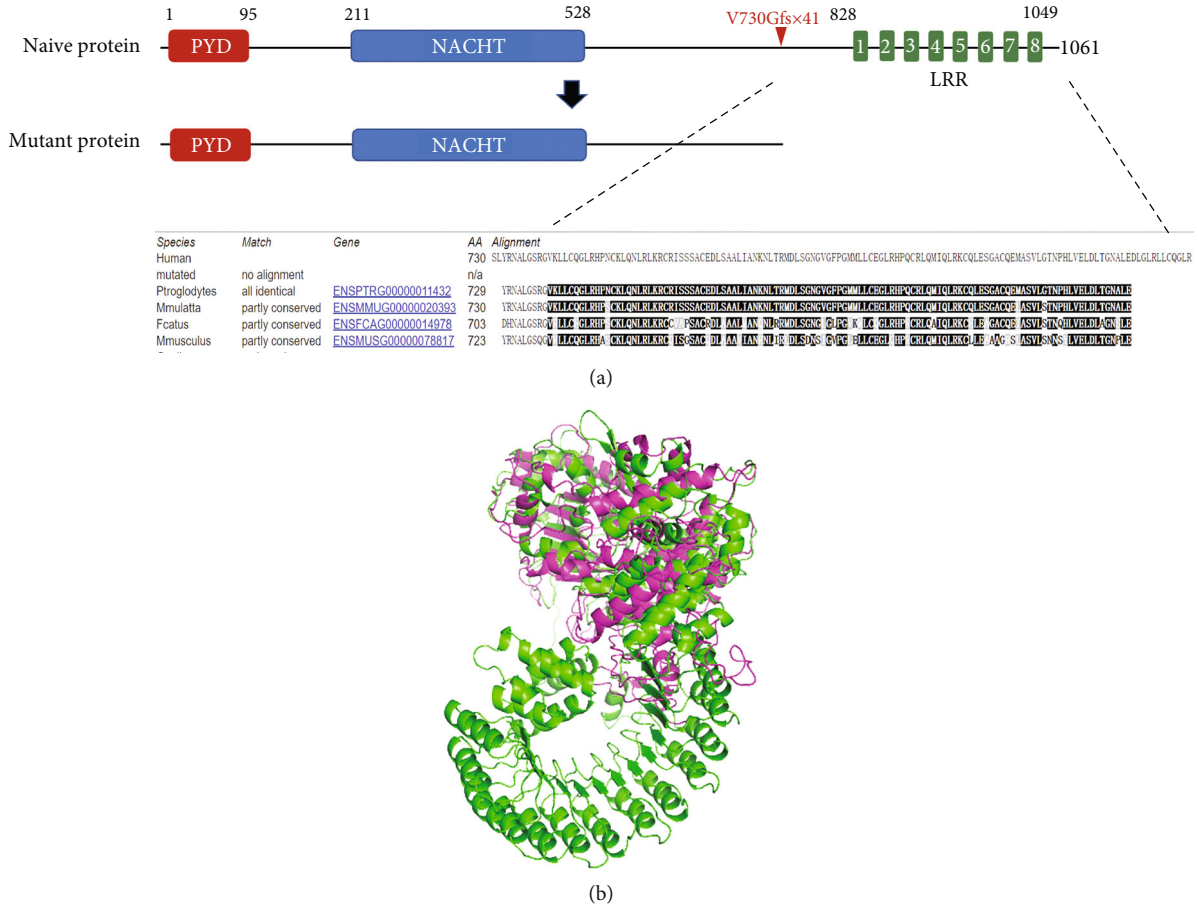 1 95 211 528 V730Gfs×41 828 1049
Naive protein PYD NACHT 1 2 3 4 5 6 7 8 1061
LRR
Mutant protein PYD NACHT
Species Match Gene AA Alignment
Human 730 SLYRNALGSRGVKLLCQGLRHPNCKLQNLRLKRCRISSSACEDLSAALIANKNLTRMDLSGNGVGFPGMMLLCEGLRHPQCRLQMIQLRKCQLESGACQEMASVLGTNPHLVELDLTGNALEDLGLRLLCQGLR
mutated no alignment n/a
Ptroglodytes all identical ENSPTRG00000011432 729 YRNALGSRGVKLLCQGLRHPNCKLQNLRLKRCRISSSACEDLSAALIANKNLTRMDLSGNGVGFPGMMLLCEGLRHPQCRLQMIQLRKCQLESGACQEMASVLGTNPHLVELDLTGNALE
Mmulatta partly conserved ENSMMUG00000020393 730
Fcatus partly conserved ENSFCAG00000014978 703
Mmusculus partly conserved ENSMUSG00000078817 723
(a)
(b)